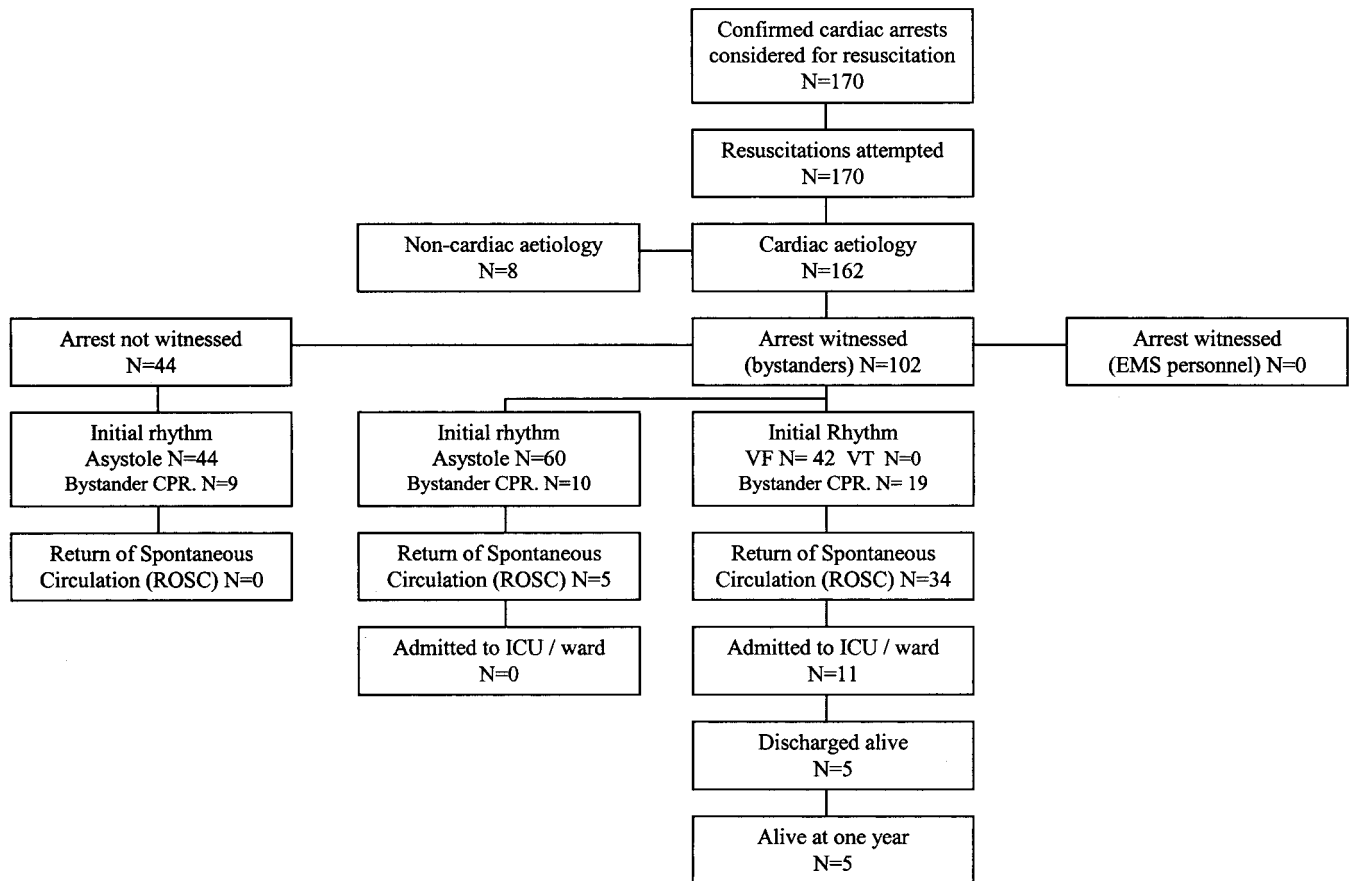 Confirmed cardiac arrests
considered for resuscitation
N=170
Resuscitations attempted
N=170
Non-cardiac aetiology
N=8
Cardiac aetiology
N=162
Arrest not witnessed
N=44
Arrest witnessed
(bystanders) N=102
Arrest witnessed
(EMS personnel) N=0
Initial rhythm
Asystole N=44
Bystander CPR. N=9
Initial rhythm
Asystole N=60
Bystander CPR. N=10
Initial Rhythm
VF N= 42 VT N=0
Bystander CPR. N= 19
Return of Spontaneous
Circulation (ROSC) N=0
Return of Spontaneous
Circulation (ROSC) N=5
Return of Spontaneous
Circulation (ROSC) N=34
Admitted to ICU / ward
N=0
Admitted to ICU / ward
N=11
Discharged alive
N=5
Alive at one year
N=5